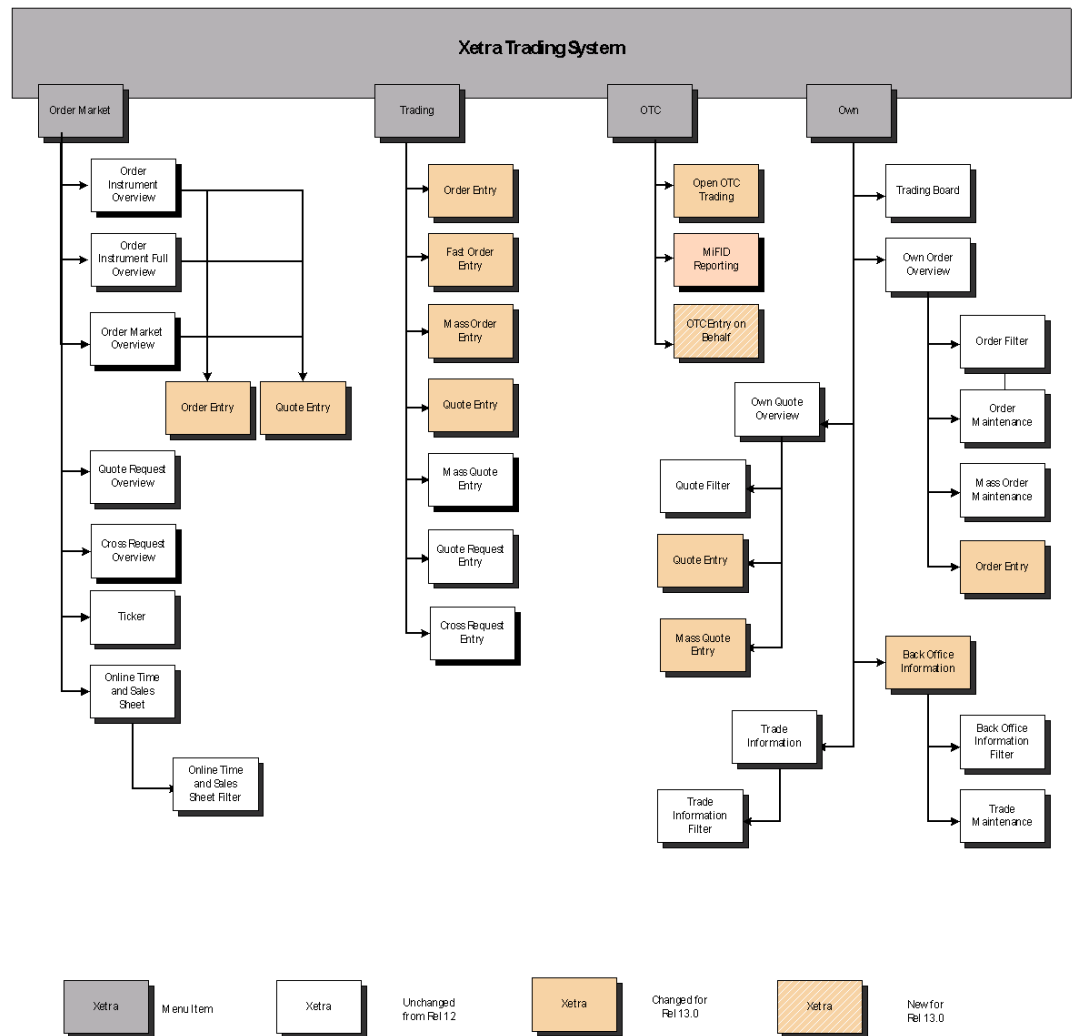 Xetra Trading System
Order Market
Trading
OTC
Own
Order
Instrument
Overview
Order
Instrument Full
Overview
Order Market
Overview
Order Entry
Quote Entry
Quote Request
Overview
Cross Request
Overview
Ticker
Online Time
and Sales
Sheet
Online Time
and Sales
Sheet Filter
Order Entry
Fast Order
Entry
Mass Order
Entry
Quote Entry
Mass Quote
Entry
Quote Request
Entry
Cross Request
Entry
Open OTC
Trading
MiFID
Reporting
OTC Entry on
Behalf
Trading Board
Own Order
Overview
Order Filter
Order
Maintenance
Mass Order
Maintenance
Order Entry
Own Quote
Overview
Quote Filter
Quote Entry
Mass Quote
Entry
Back Office
Information
Back Office
Information
Filter
Trade
Maintenance
Trade
Information
Trade
Information
Filter
Xetra
Menu Item
Xetra
Unchanged
from Rel 12
Xetra
Changed for
Rel 13.0
Xetra
New for
Rel 13.0